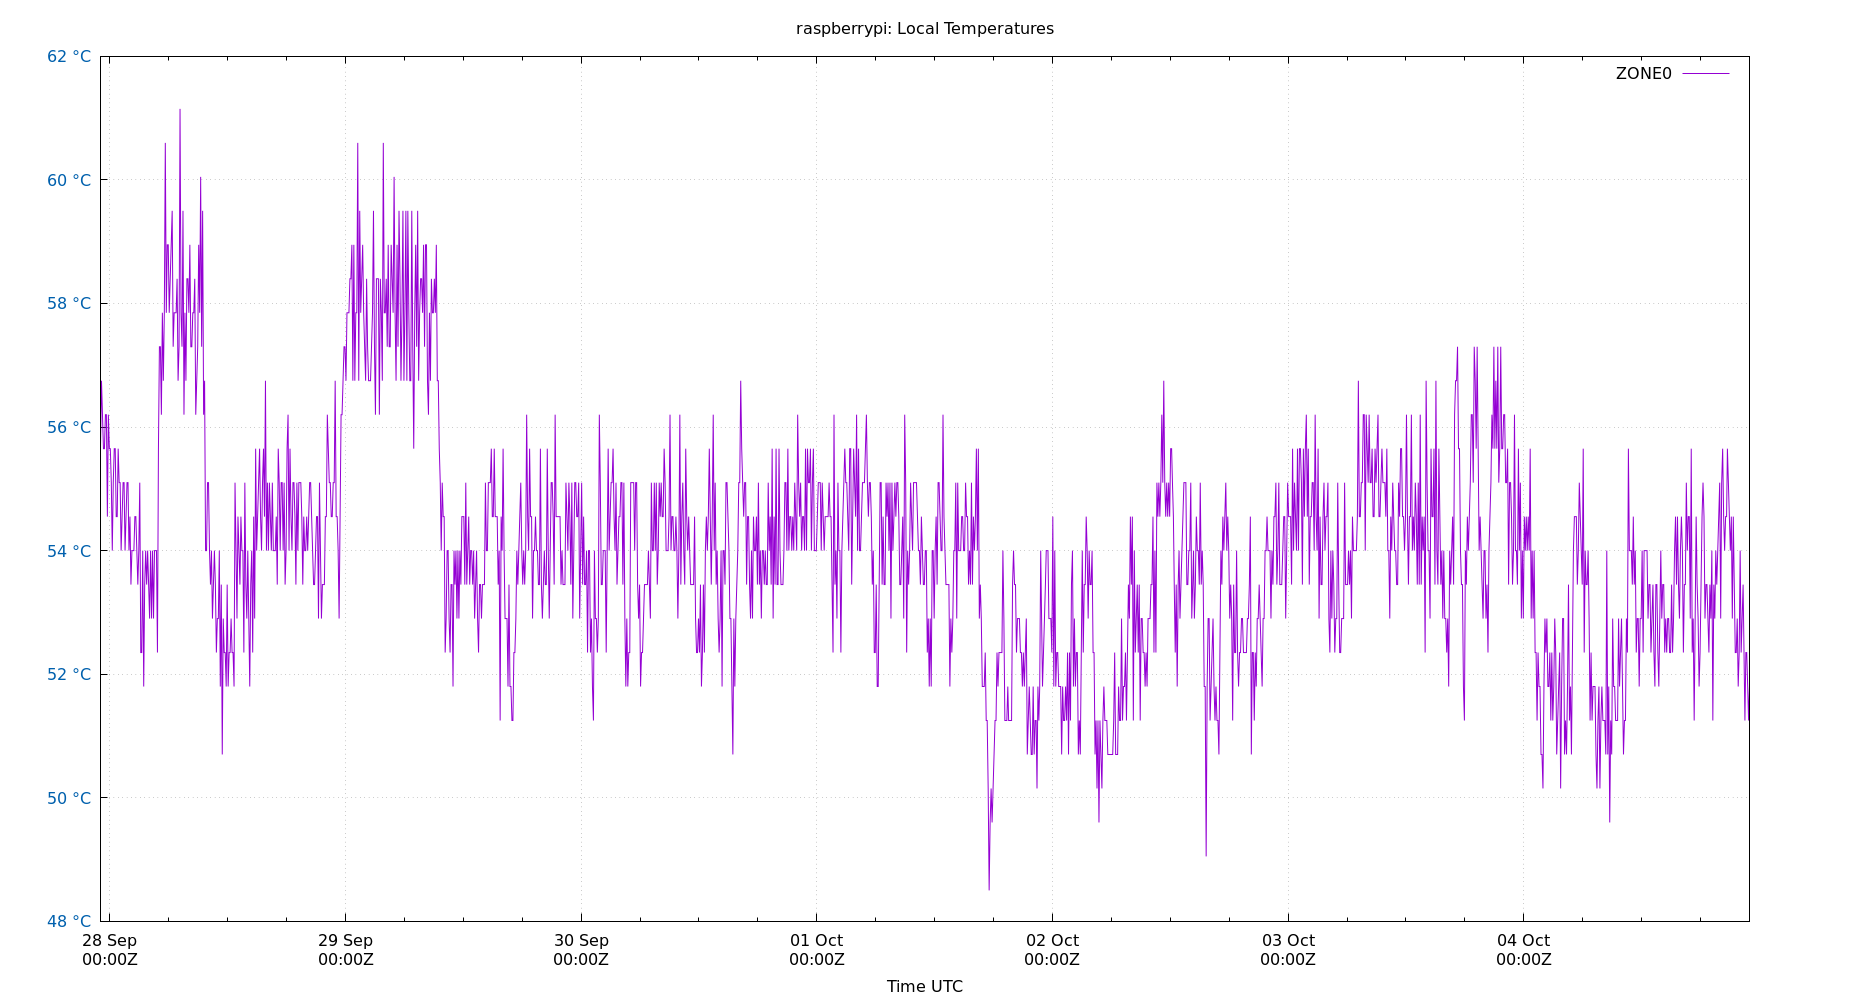 raspberrypi: Local Temperatures
62 °C
ZONE0
60 °C
58 °C
56 °C
54 °C
52 °C
50 °C
48 °C
28 Sep 29 Sep 30 Sep 01 Oct 02 Oct 03 Oct 04 Oct
00:00Z 00:00Z 00:00Z 00:00Z 00:00Z 00:00Z 00:00Z
Time UTC